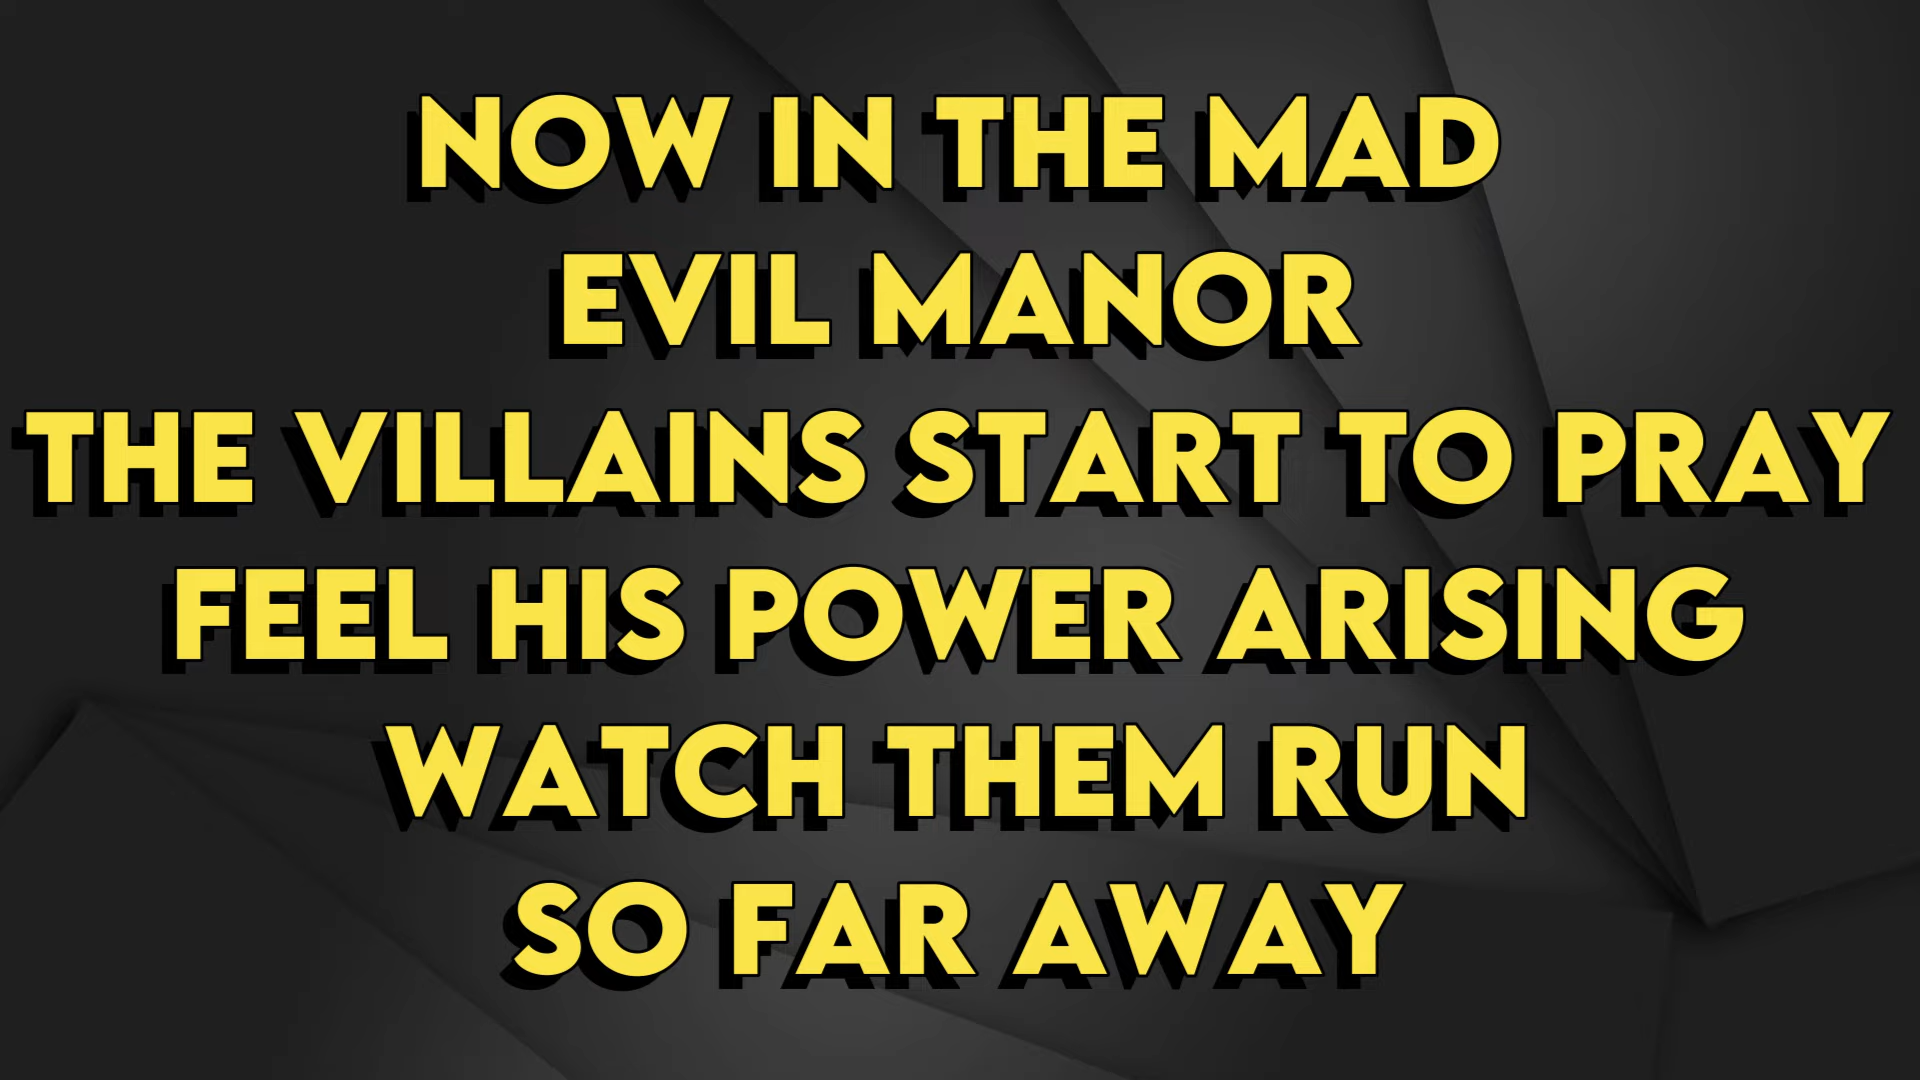 NOW IN THE MAD
EVIL MANOR
THE VILLAINS START TO PRAY
FEEL HIS POWER ARISING
WATCH THEM RUN
SO FAR AWAY